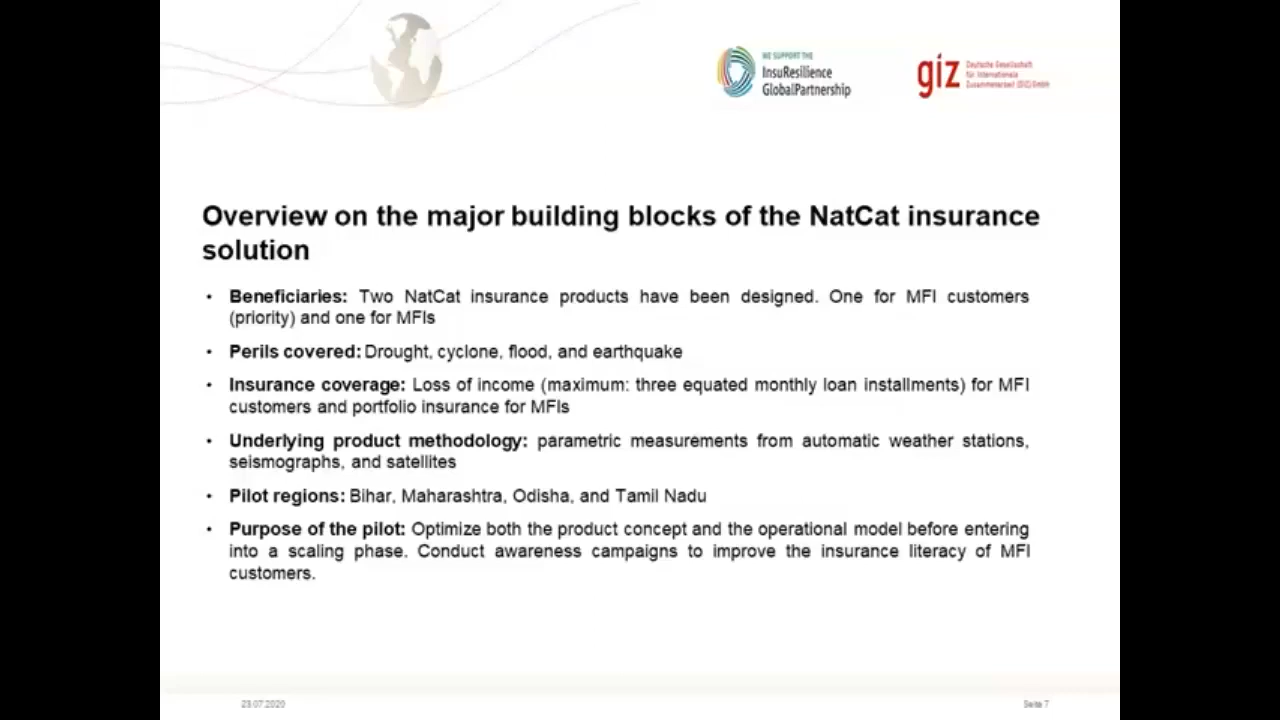 WE SUPPORT THE
InsuResilience
GlobalPartnership
giz
Deutsche Gesellschaft
für Internationale
Zusammenarbeit (GIZ) GmbH
Overview on the major building blocks of the NatCat insurance
solution
• Beneficiaries: Two NatCat insurance products have been designed. One for MFI customers
(priority) and one for MFIs
• Perils covered: Drought, cyclone, flood, and earthquake
• Insurance coverage: Loss of income (maximum: three equated monthly loan installments) for MFI
customers and portfolio insurance for MFIs
• Underlying product methodology: parametric measurements from automatic weather stations,
seismographs, and satellites
• Pilot regions: Bihar, Maharashtra, Odisha, and Tamil Nadu
• Purpose of the pilot: Optimize both the product concept and the operational model before entering
into a scaling phase. Conduct awareness campaigns to improve the insurance literacy of MFI
customers.
23.07.2020
Seite 7